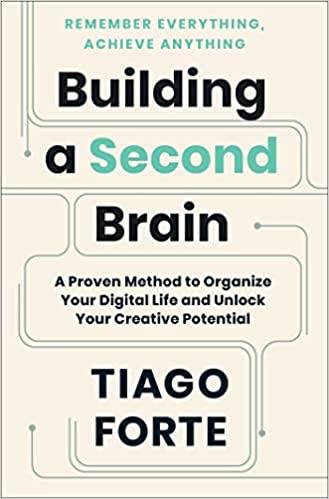 REMEMBER EVERYTHING,
ACHIEVE ANYTHING
Building
a Second
Brain
A Proven Method to Organize
Your Digital Life and Unlock
Your Creative Potential
TIAGO
FORTE